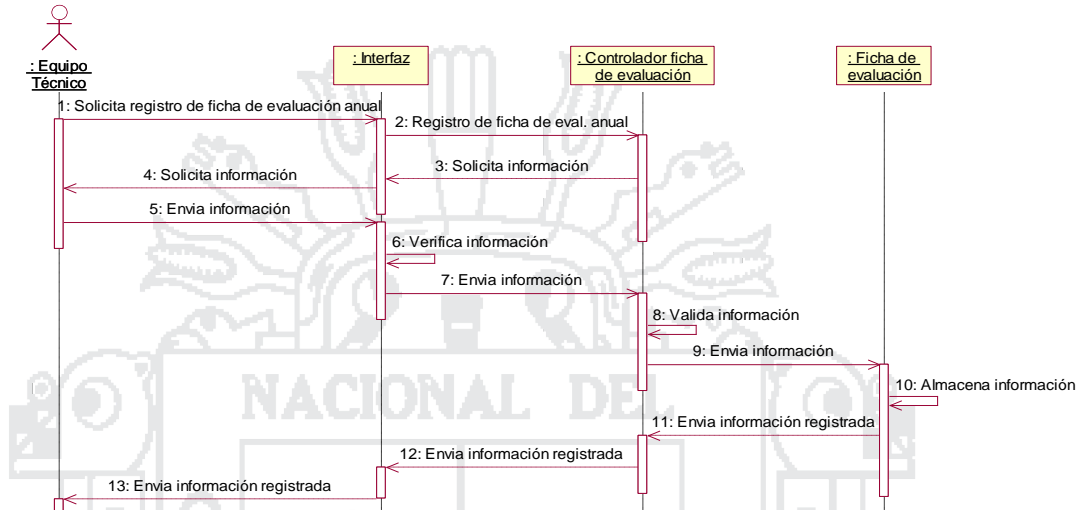 : Equipo
Técnico
: Interfaz
: Controlador ficha
de evaluación
: Ficha de
evaluación
1: Solicita registro de ficha de evaluación anual
2: Registro de ficha de eval. anual
3: Solicita información
4: Solicita información
5: Envia información
6: Verifica información
7: Envia información
8: Valida información
9: Envia información
10: Almacena información
11: Envia información registrada
12: Envia información registrada
13: Envia información registrada
NACIONAL DEL